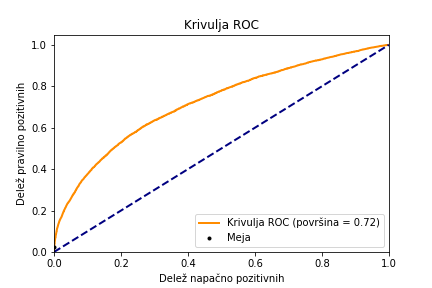 Krivulja ROC
Delež pravilno pozitivnih
1.0
0.8
0.6
0.4
0.2
0.0
Krivulja ROC (površina = 0.72)
Meja
0.0 0.2 0.4 0.6 0.8 1.0
Delež napačno pozitivnih